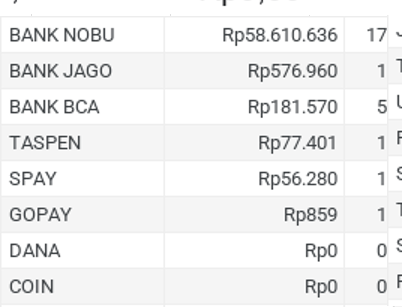 BANK NOBU Rp58.610.636 17
BANK JAGO Rp576.960 1
BANK BCA Rp181.570 5
TASPEN Rp77.401 1
SPAY Rp56.280 1
GOPAY Rp859 1
DANA Rp0 0
COIN Rp0 0